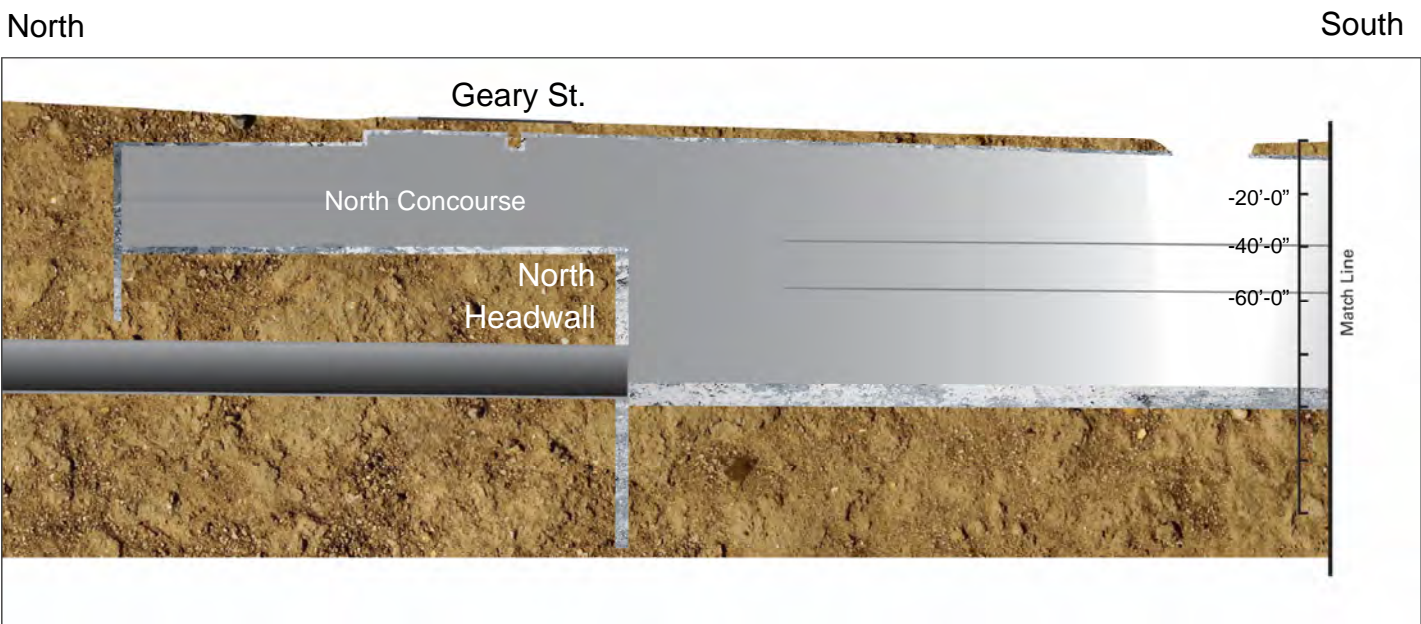 North
South
Geary St.
North Concourse
-20’-0”
-40’-0”
North
Headwall
-60’-0”
Match Line